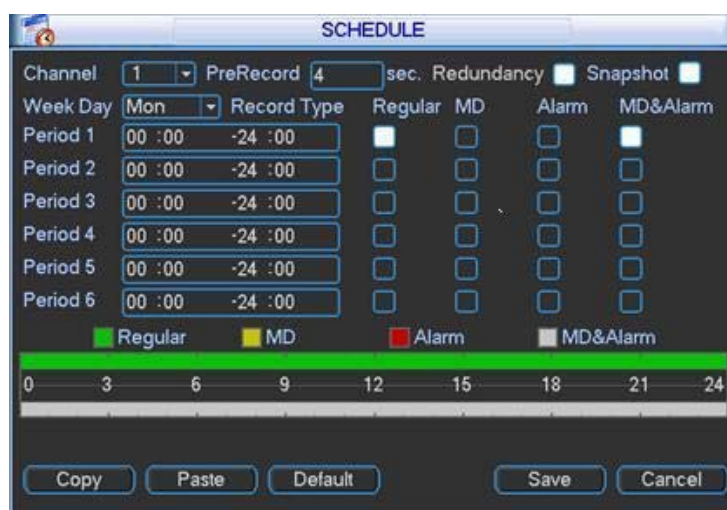 SCHEDULE
Channel 1 PreRecord 4 sec. Redundancy Snapshot
Week Day Mon Record Type Regular MD Alarm MD&Alarm
Period 1 00 :00 -24 :00
Period 2 00 :00 -24 :00
Period 3 00 :00 -24 :00
Period 4 00 :00 -24 :00
Period 5 00 :00 -24 :00
Period 6 00 :00 -24 :00
Regular MD Alarm MD&Alarm
0 3 6 9 12 15 18 21 24
Copy Paste Default Save Cancel